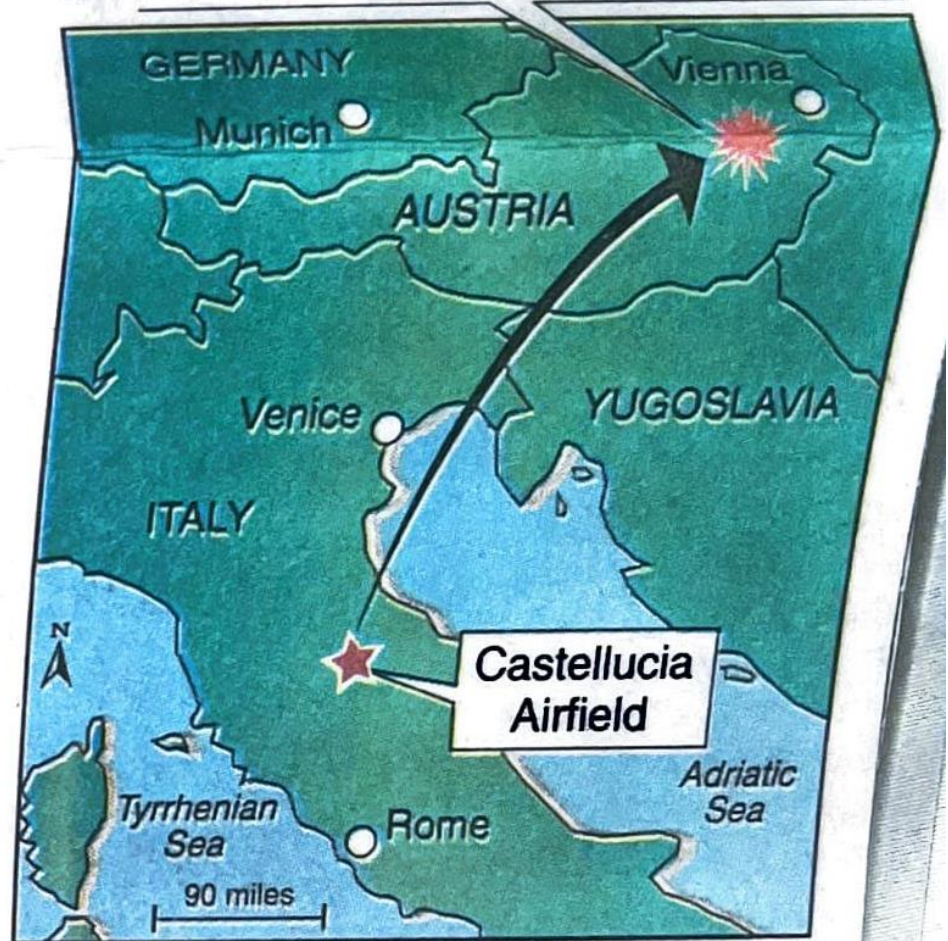 GERMANY
Vienna
Munich
AUSTRIA
Venice
YUGOSLAVIA
ITALY
N
Castellucia
Airfield
Adriatic
Sea
Tyrrhenian
Sea
Rome
90 miles